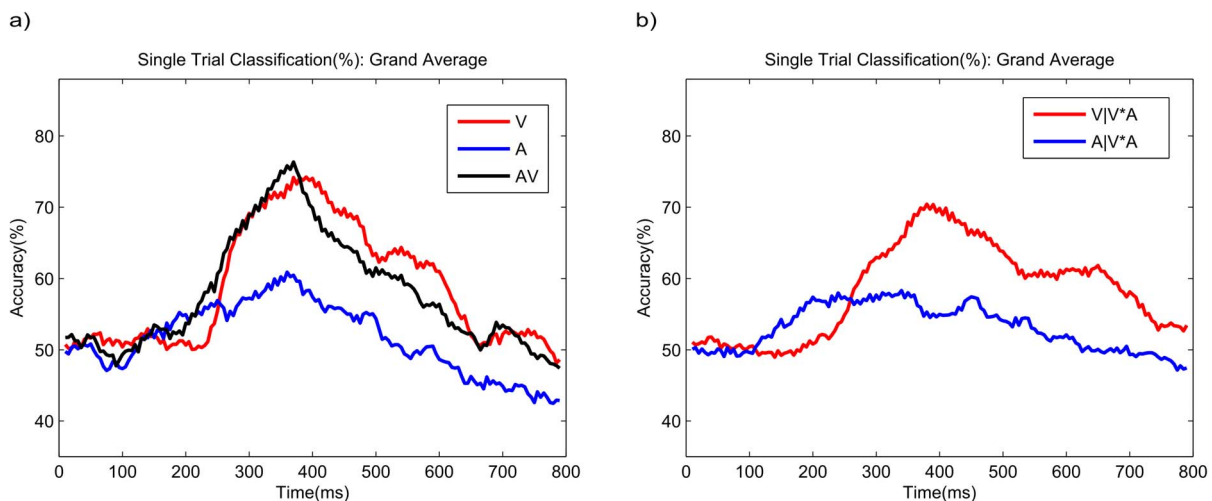 a)
Single Trial Classification(%): Grand Average
V
A
AV
80
70
60
50
40
Accuracy(%)
0 100 200 300 400 500 600 700 800
Time(ms)
b)
Single Trial Classification(%): Grand Average
V|V*A
A|V*A
80
70
60
50
40
Accuracy(%)
0 100 200 300 400 500 600 700 800
Time(ms)